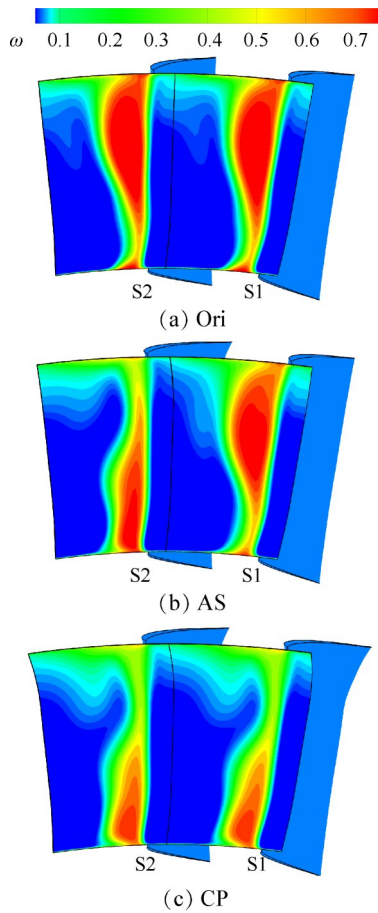 ω 0.1 0.2 0.3 0.4 0.5 0.6 0.7
S2 S1
(a) Ori
S2 S1
(b) AS
S2 S1
(c) CP